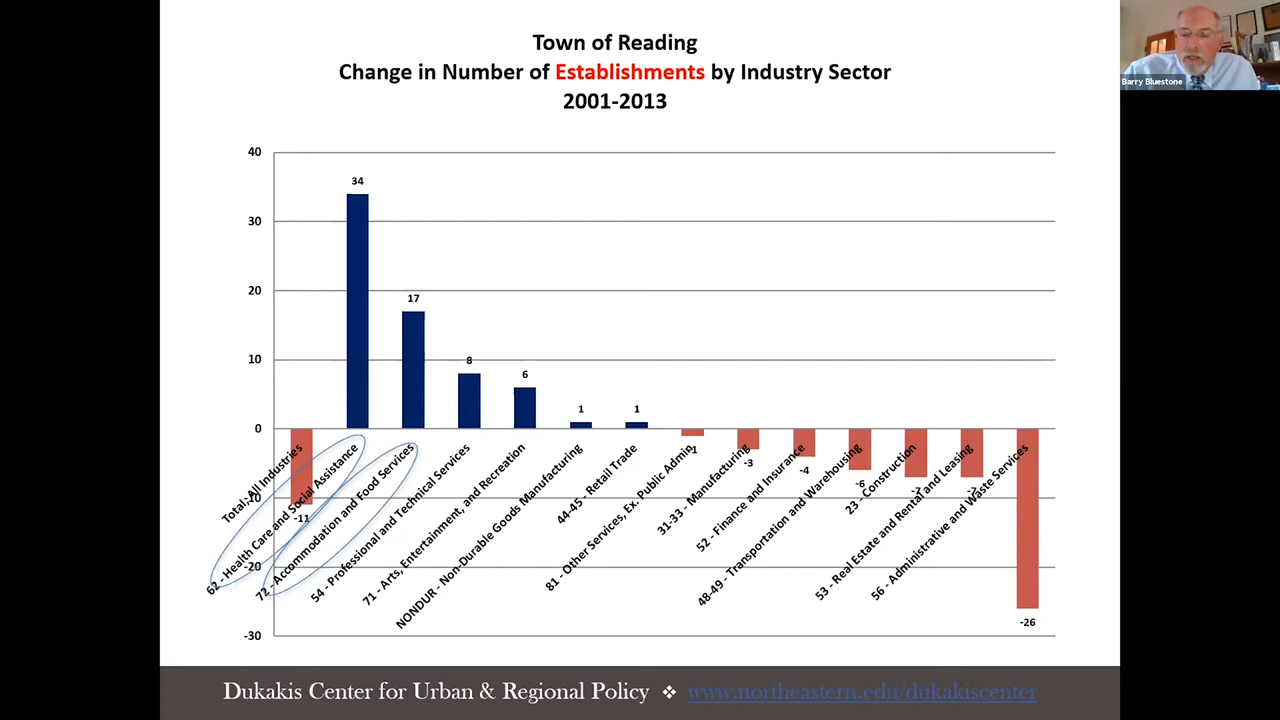 Town of Reading
Change in Number of Establishments by Industry Sector
2001-2013
Barry Bluestone
40
30
20
10
0
-10
-20
-30
-11
34
17
8
6
1
1
-1
-3
-4
-6
-7
-7
-26
Total, All Industries
62 - Health Care and Social Assistance
72 - Accommodation and Food Services
54 - Professional and Technical Services
71 - Arts, Entertainment, and Recreation
NONDUR - Non-Durable Goods Manufacturing
44-45 - Retail Trade
81 - Other Services, Ex. Public Admin
31-33 - Manufacturing
52 - Finance and Insurance
48-49 - Transportation and Warehousing
23 - Construction
53 - Real Estate and Rental and Leasing
56 - Administrative and Waste Services
Dukakis Center for Urban & Regional Policy ❖ www.northeastern.edu/dukakiscenter